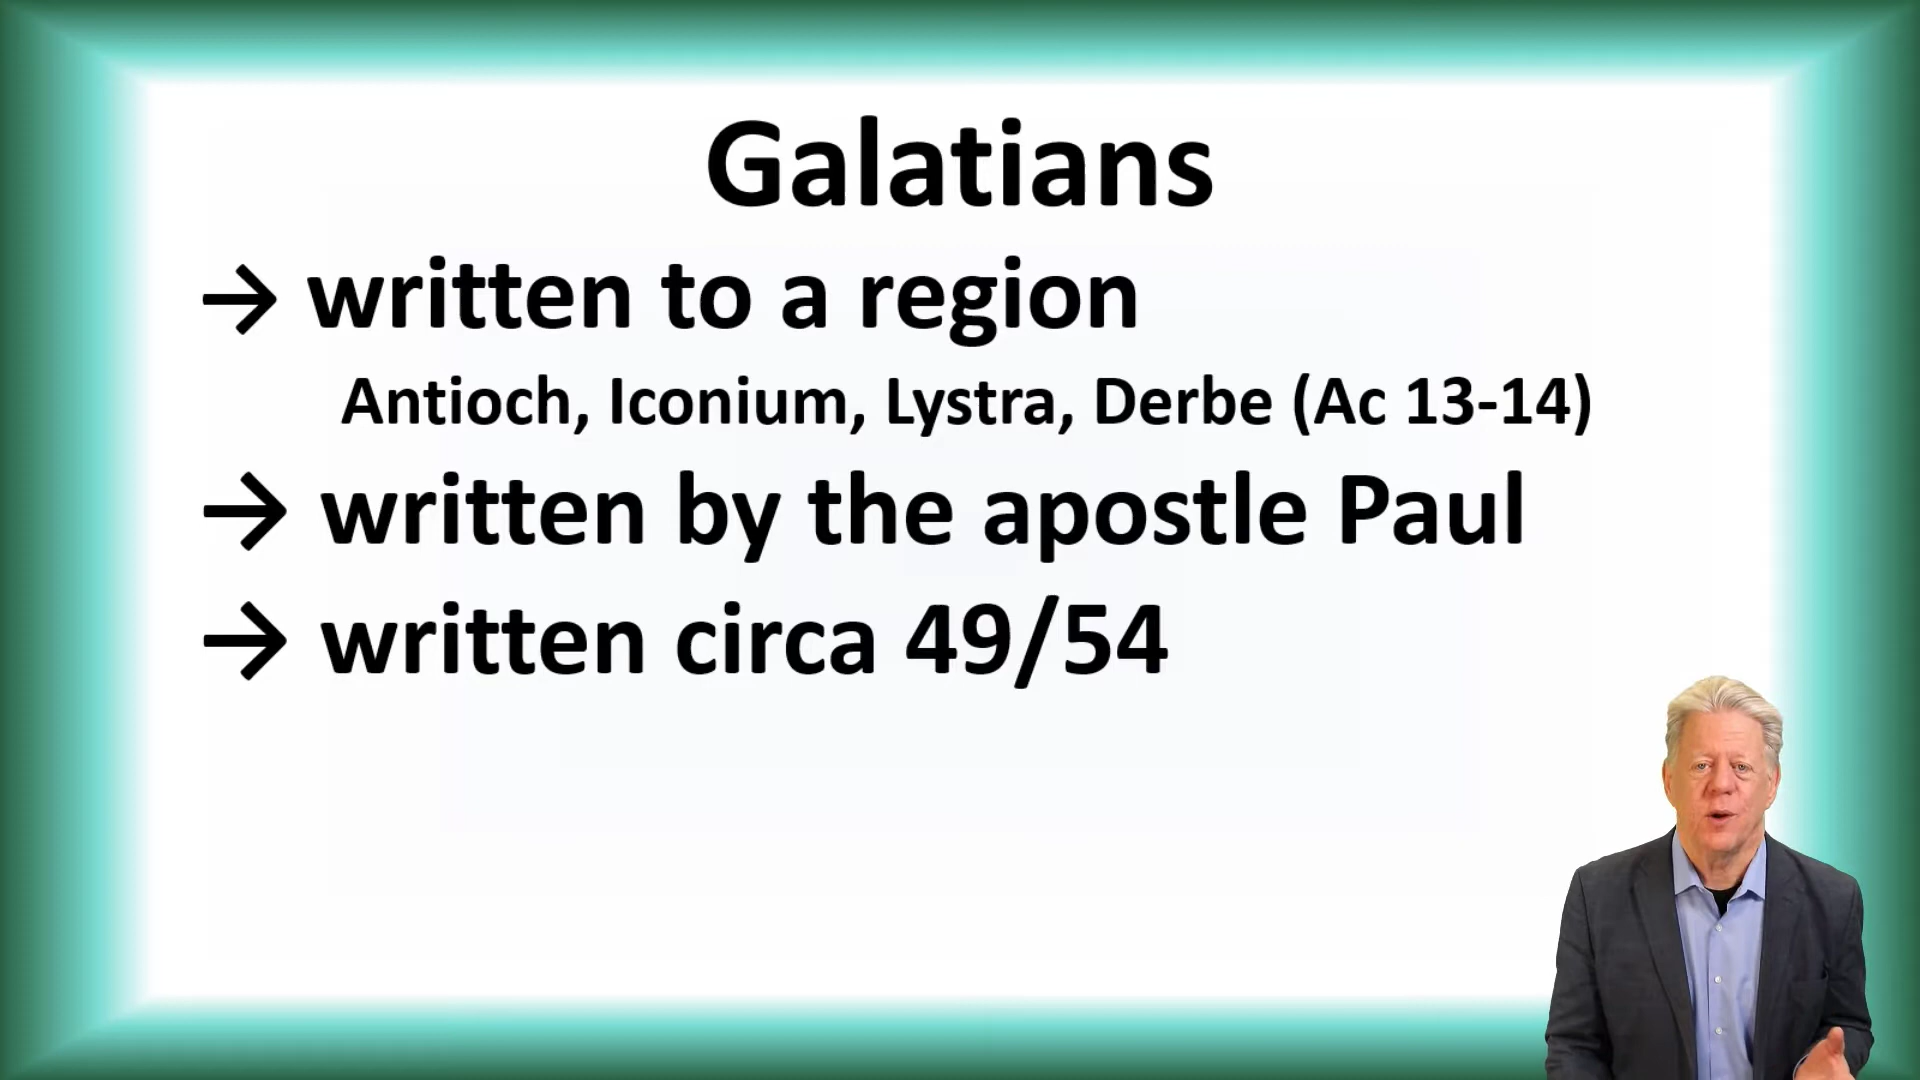 Galatians
→ written to a region
Antioch, Iconium, Lystra, Derbe (Ac 13-14)
→ written by the apostle Paul
→ written circa 49/54